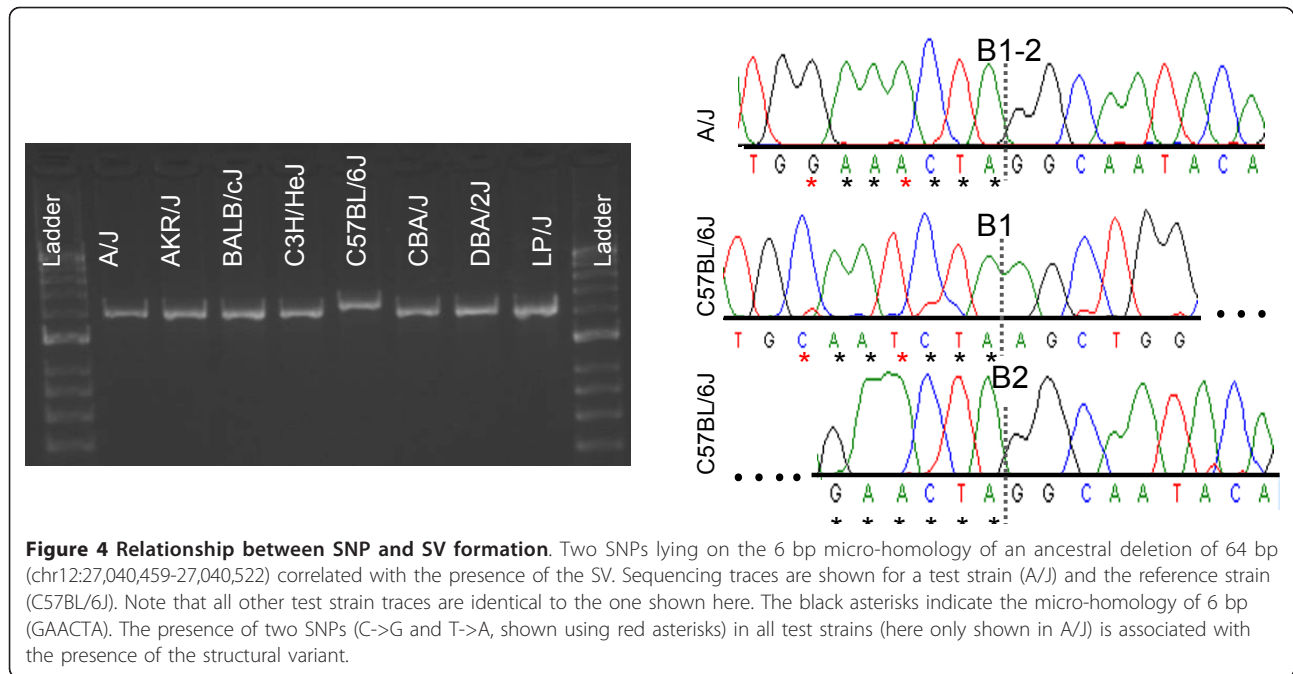 Ladder
A/J
AKR/J
BALB/cJ
C3H/HeJ
C57BL/6J
CBA/J
DBA/2J
LP/J
Ladder
A/J
B1-2
T G G A A A C T A G G C A A T A C A
* * * * * * *
C57BL/6J
B1
T G C A A T C T A A G C T G G
* * * * * * *
C57BL/6J
B2
G A A C T A G G C A A T A C A
* * * * * *
Figure 4 Relationship between SNP and SV formation. Two SNPs lying on the 6 bp micro-homology of an ancestral deletion of 64 bp
(chr12:27,040,459-27,040,522) correlated with the presence of the SV. Sequencing traces are shown for a test strain (A/J) and the reference strain
(C57BL/6J). Note that all other test strain traces are identical to the one shown here. The black asterisks indicate the micro-homology of 6 bp
(GAACTA). The presence of two SNPs (C->G and T->A, shown using red asterisks) in all test strains (here only shown in A/J) is associated with
the presence of the structural variant.